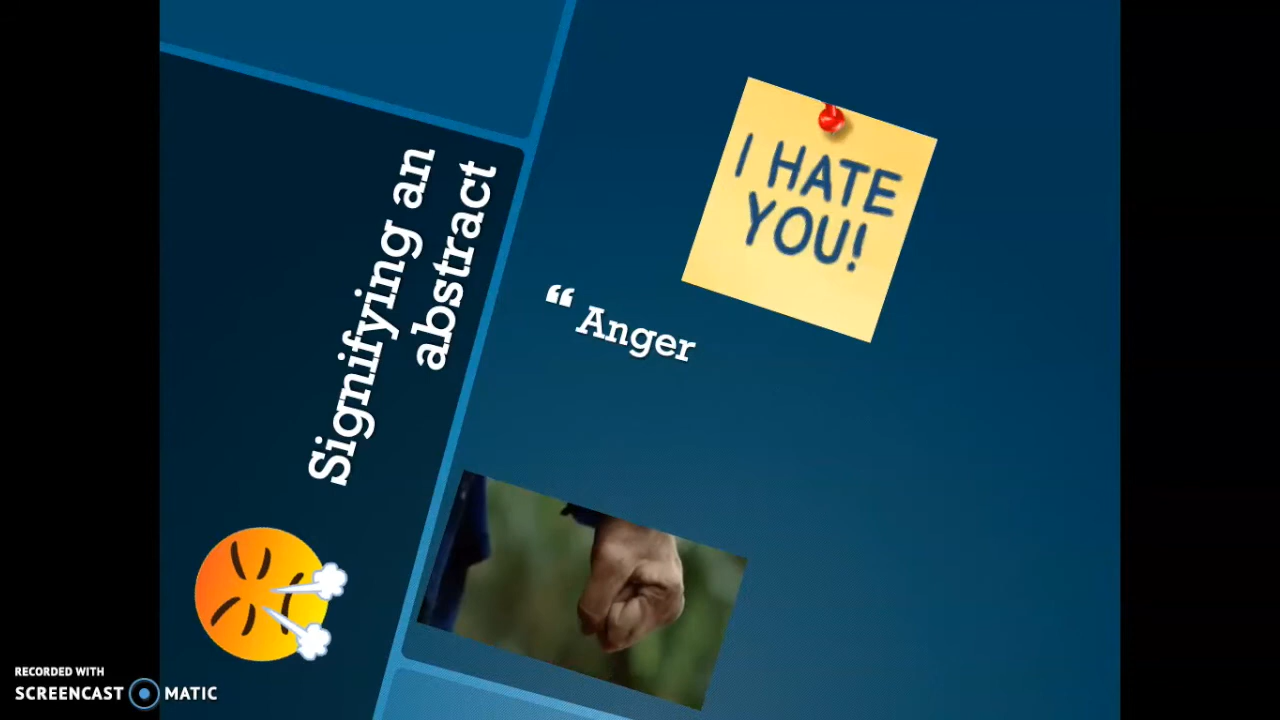 Signifying an
abstract
“ Anger
I HATE
YOU!
RECORDED WITH
SCREENCAST MATIC